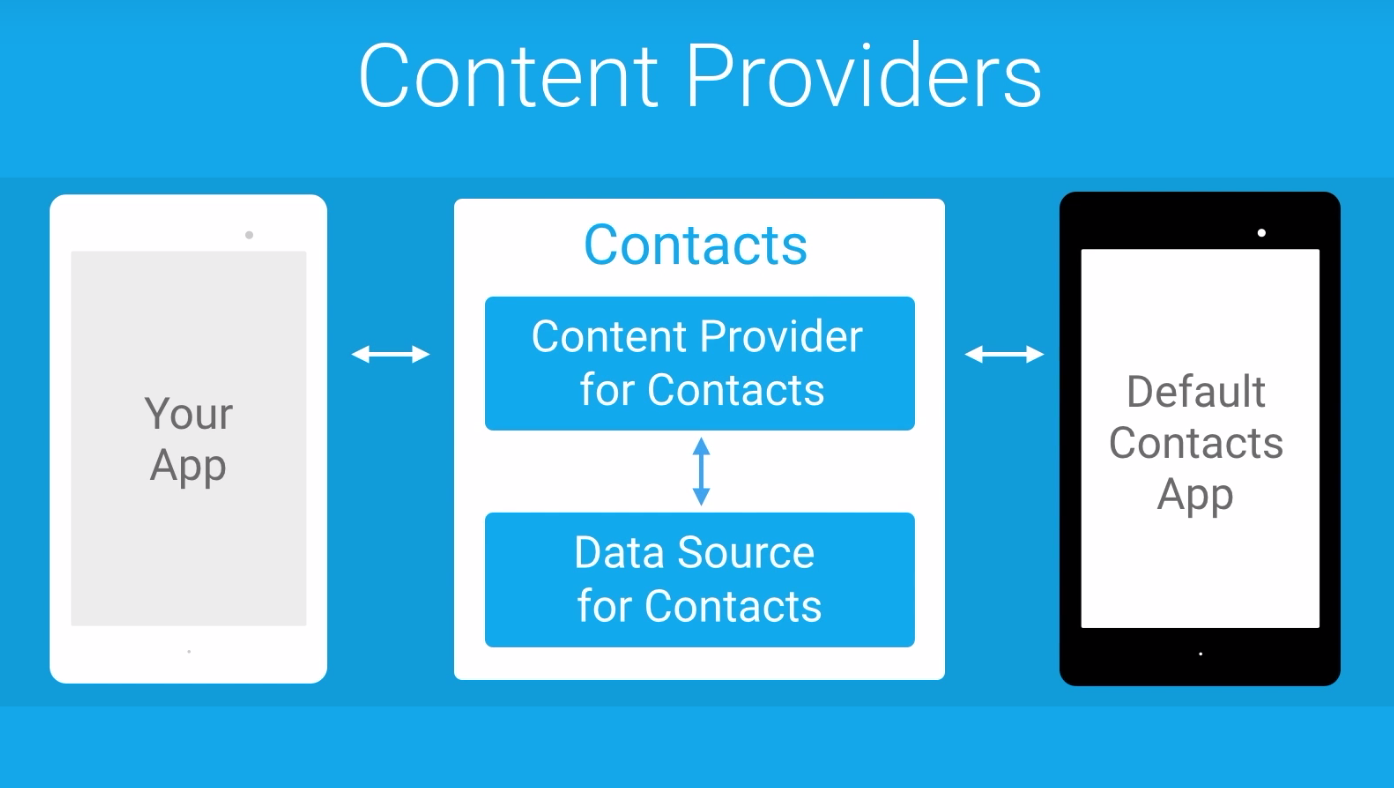 Content Providers
Your
App
Contacts
Content Provider
for Contacts
Data Source
for Contacts
Default
Contacts
App